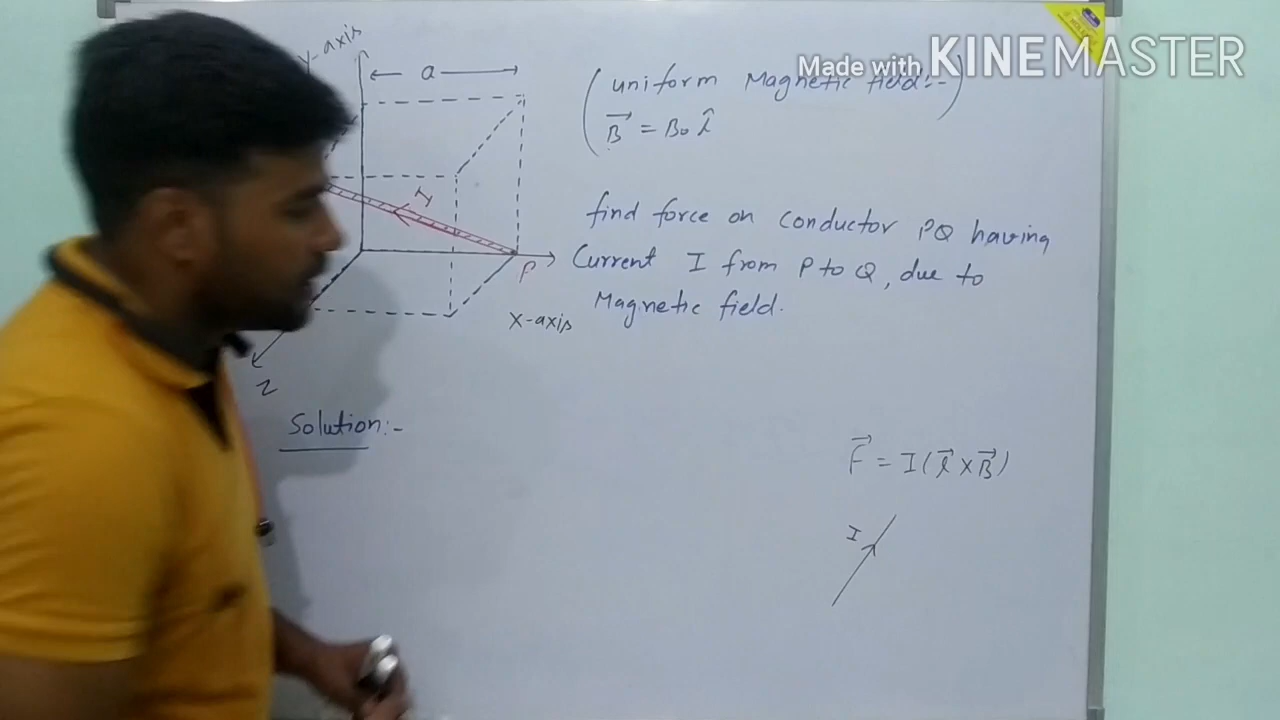 Y-axis
a
I
P
X-axis
Z
(uniform Magnetic field:-)
B = B₀ î
find force on conductor PQ having
Current I from P to Q, due to
Magnetic field.
Solution:-
F = I(l × B)
I
Made with KINEMASTER